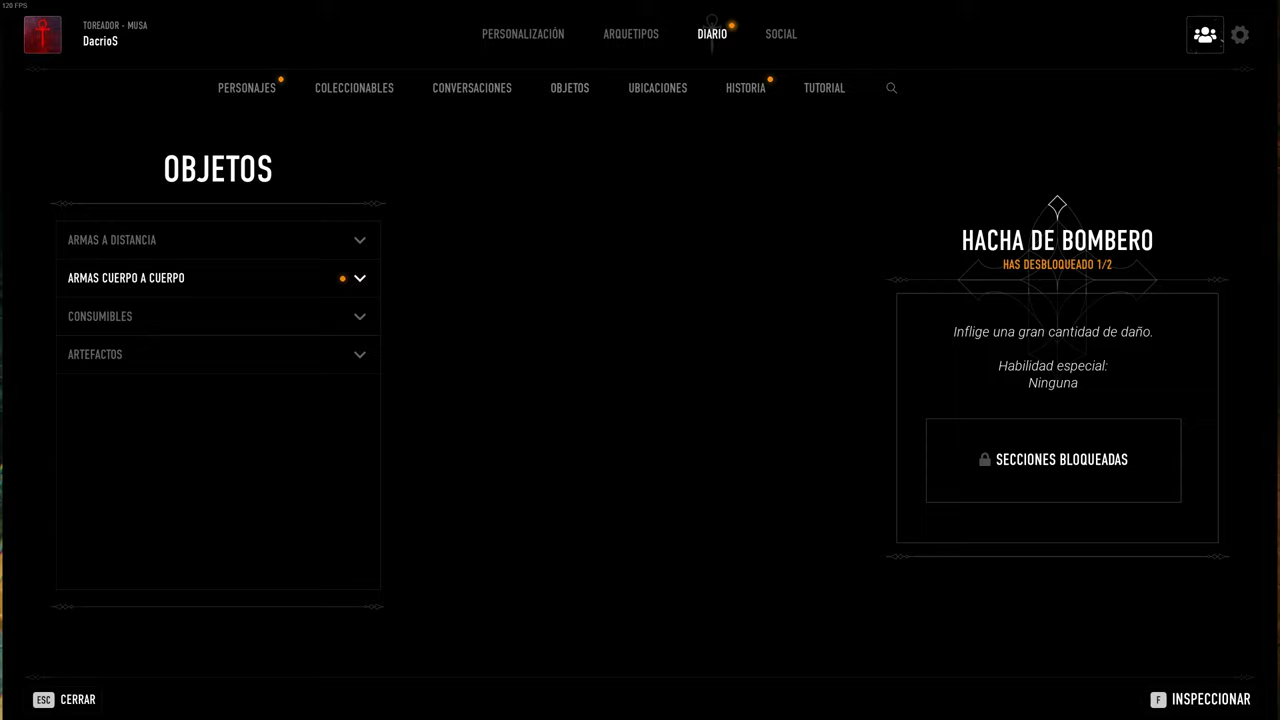 120 FPS
TOREADOR - MUSA
DacrioS
PERSONALIZACIÓN
ARQUETIPOS
DIARIO
SOCIAL
PERSONAJES
COLECCIONABLES
CONVERSACIONES
OBJETOS
UBICACIONES
HISTORIA
TUTORIAL
OBJETOS
ARMAS A DISTANCIA
ARMAS CUERPO A CUERPO
CONSUMIBLES
ARTEFACTOS
HACHA DE BOMBERO
HAS DESBLOQUEADO 1/2
Inflige una gran cantidad de daño.
Habilidad especial:
Ninguna
SECCIONES BLOQUEADAS
ESC CERRAR
F INSPECCIONAR